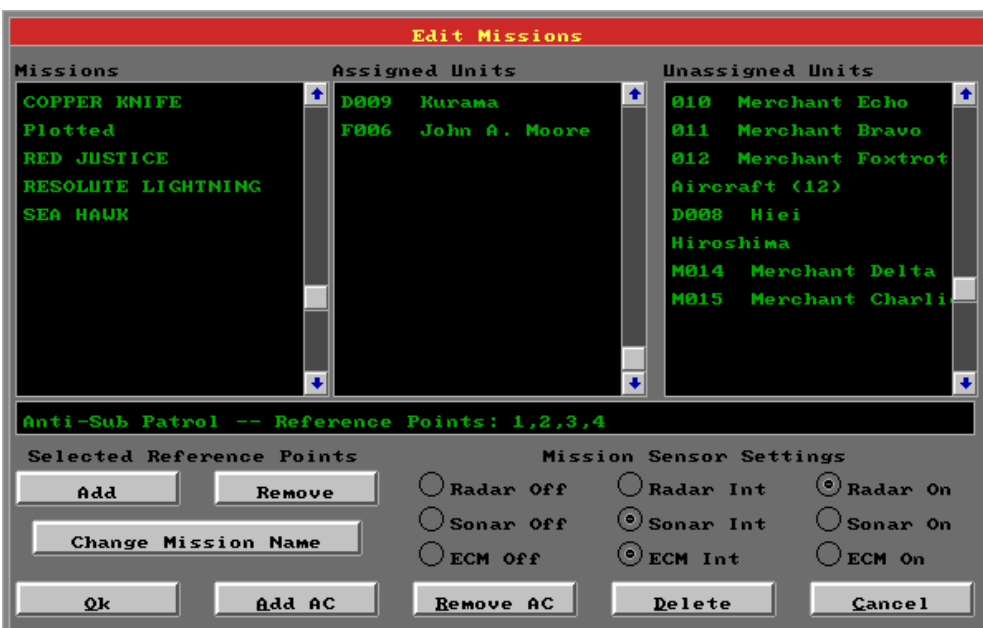 Edit Missions
Missions
COPPER KNIFE
Plotted
RED JUSTICE
RESOLUTE LIGHTNING
SEA HAWK
Assigned Units
D009 Kurama
F006 John A. Moore
Unassigned Units
010 Merchant Echo
011 Merchant Bravo
012 Merchant Foxtrot
Aircraft (12)
D008 Hiei
Hiroshima
M014 Merchant Delta
M015 Merchant Charli
Anti-Sub Patrol -- Reference Points: 1,2,3,4
Selected Reference Points
Add Remove
Change Mission Name
Mission Sensor Settings
Radar Off Radar Int Radar On
Sonar Off Sonar Int Sonar On
ECM Off ECM Int ECM On
Ok Add AC Remove AC Delete Cancel